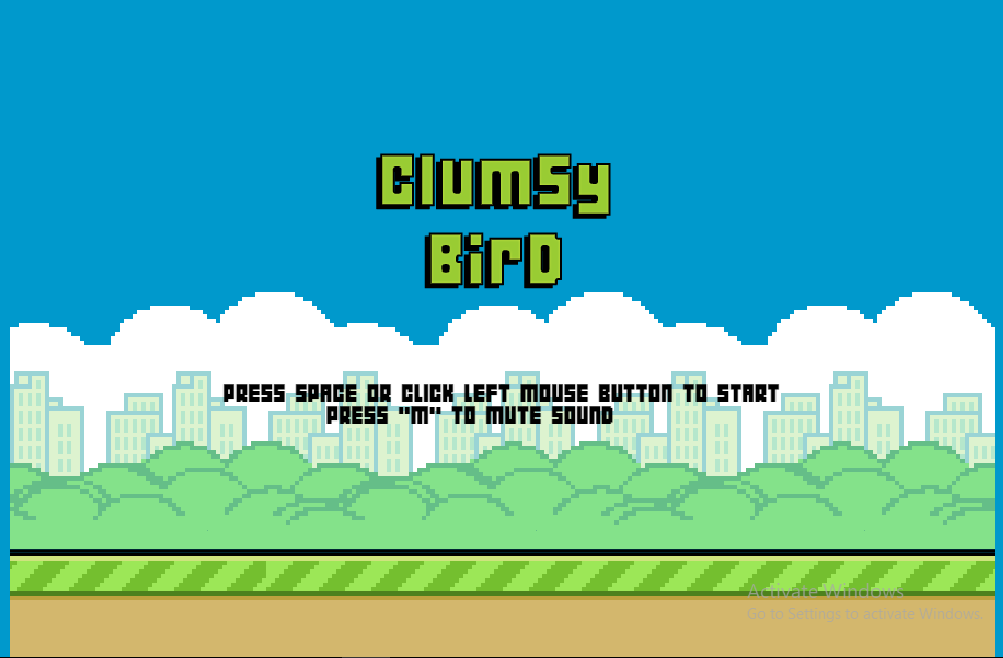 Clumsy
Bird
PRESS SPACE OR CLICK LEFT MOUSE BUTTON TO START
PRESS "M" TO MUTE SOUND
Activate Windows
Go to Settings to activate Windows.